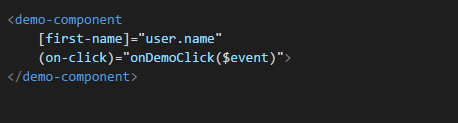 <demo-component
[first-name]="user.name"
(on-click)="onDemoClick($event)">
</demo-component>